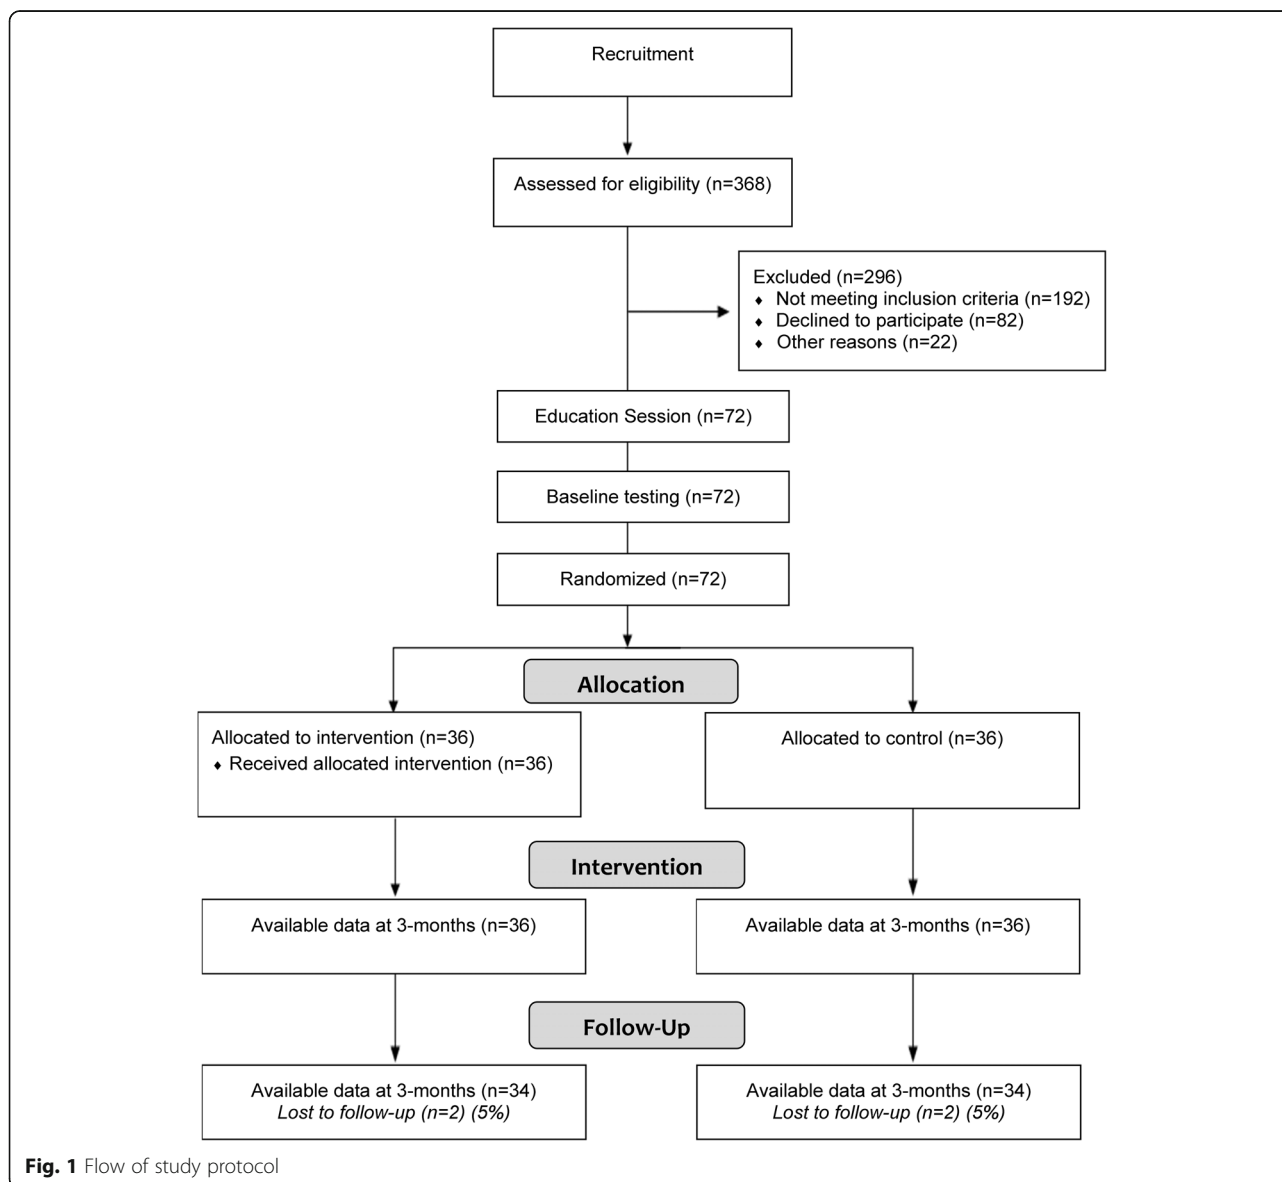 Recruitment
Assessed for eligibility (n=368)
Excluded (n=296)
♦ Not meeting inclusion criteria (n=192)
♦ Declined to participate (n=82)
♦ Other reasons (n=22)
Education Session (n=72)
Baseline testing (n=72)
Randomized (n=72)
Allocation
Allocated to intervention (n=36)
♦ Received allocated intervention (n=36)
Allocated to control (n=36)
Intervention
Available data at 3-months (n=36)
Available data at 3-months (n=36)
Follow-Up
Available data at 3-months (n=34)
Lost to follow-up (n=2) (5%)
Available data at 3-months (n=34)
Lost to follow-up (n=2) (5%)
Fig. 1 Flow of study protocol